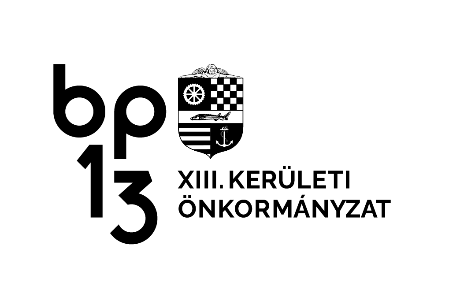 bp
13
XIII. KERÜLETI
ÖNKORMÁNYZAT